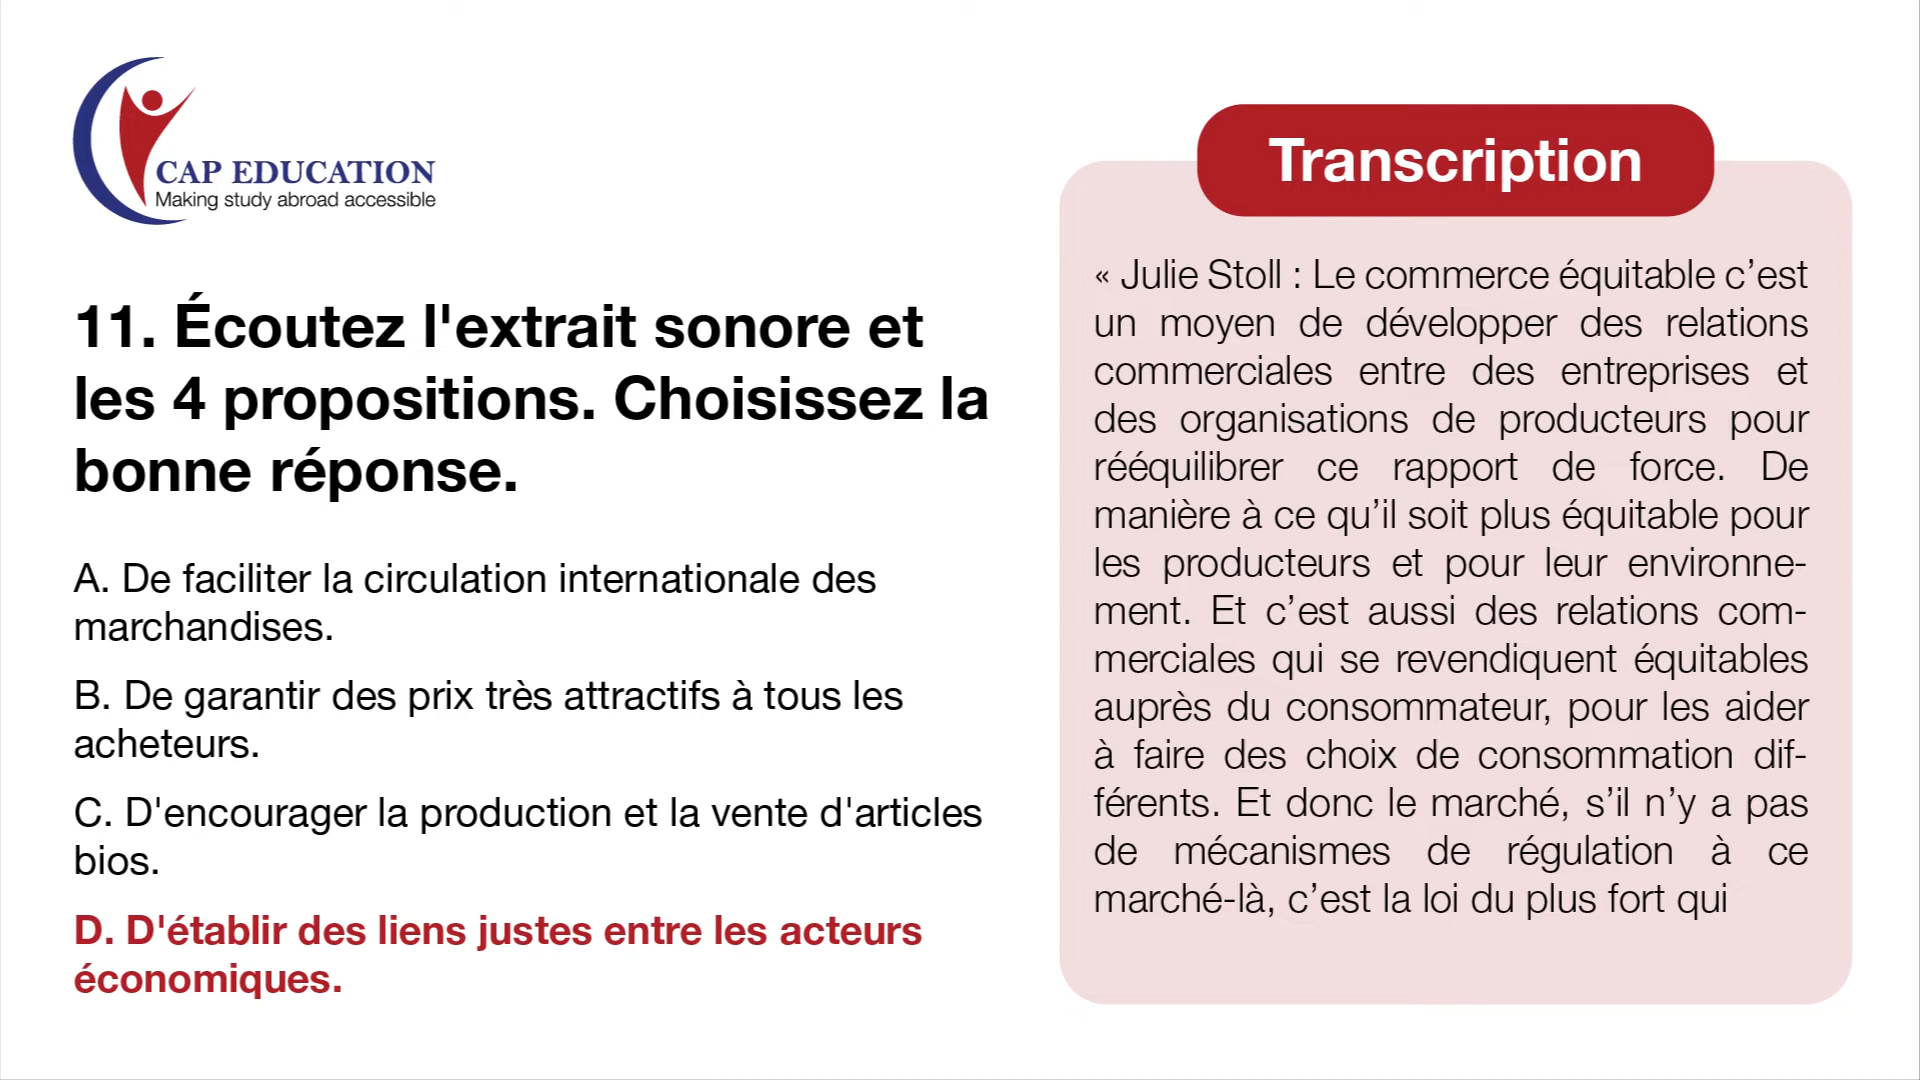 CAP EDUCATION
Making study abroad accessible
11. Écoutez l'extrait sonore et
les 4 propositions. Choisissez la
bonne réponse.
A. De faciliter la circulation internationale des
marchandises.
B. De garantir des prix très attractifs à tous les
acheteurs.
C. D'encourager la production et la vente d'articles
bios.
D. D'établir des liens justes entre les acteurs
économiques.
Transcription
« Julie Stoll : Le commerce équitable c’est
un moyen de développer des relations
commerciales entre des entreprises et
des organisations de producteurs pour
rééquilibrer ce rapport de force. De
manière à ce qu’il soit plus équitable pour
les producteurs et pour leur environne-
ment. Et c’est aussi des relations com-
merciales qui se revendiquent équitables
auprès du consommateur, pour les aider
à faire des choix de consommation dif-
férents. Et donc le marché, s’il n’y a pas
de mécanismes de régulation à ce
marché-là, c’est la loi du plus fort qui